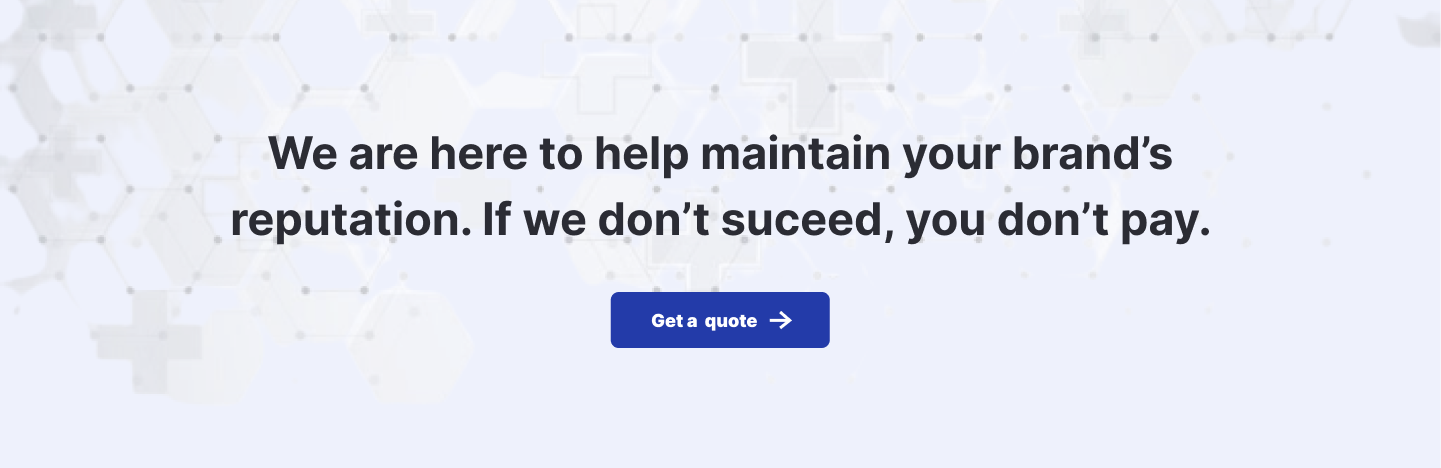 We are here to help maintain your brand’s
reputation. If we don’t suceed, you don’t pay.
Get a quote →